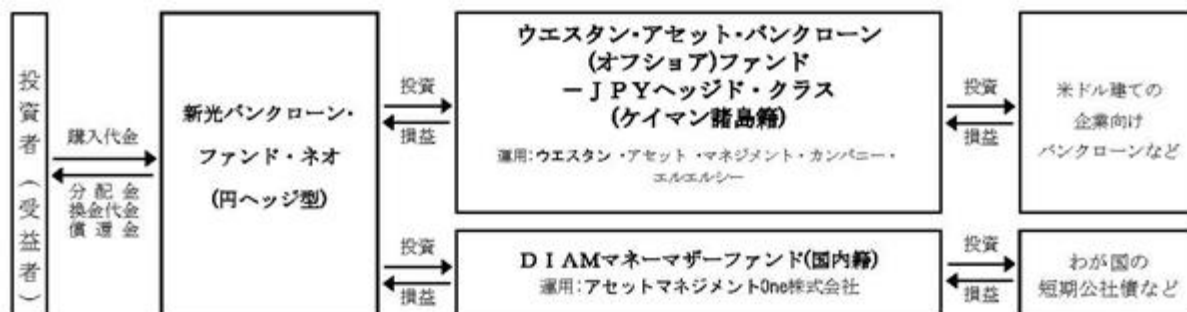 投資者(受益者)
購入代金
分配金
換金代金
償還金
新光バンクローン・
ファンド・ネオ
(円ヘッジ型)
投資
損益
ウエスタン・アセット・バンクローン
(オフショア)ファンド
－ＪＰＹヘッジド・クラス
(ケイマン諸島籍)
運用:ウエスタン・アセット・マネジメント・カンパニー・
エルエルシー
投資
損益
米ドル建ての
企業向け
バンクローンなど
投資
損益
ＤＩＡＭマネーマザーファンド(国内籍)
運用:アセットマネジメントOne株式会社
投資
損益
わが国の
短期公社債など